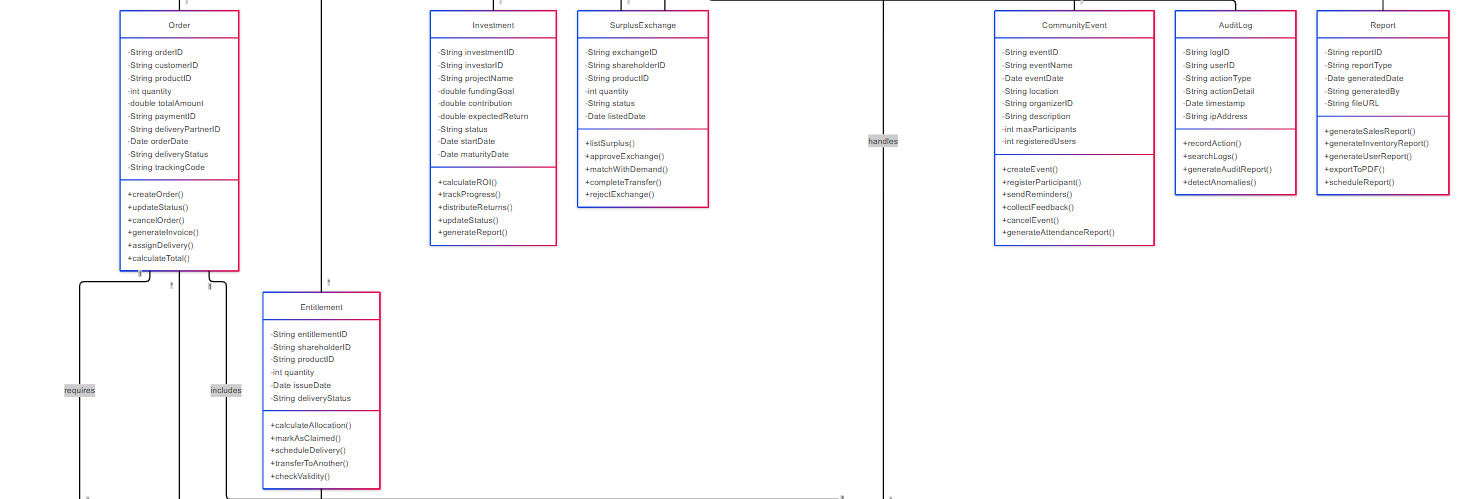 Order
-String orderID
-String customerID
-String productID
-int quantity
-double totalAmount
-String paymentID
-String deliveryPartnerID
-Date orderDate
-String deliveryStatus
-String trackingCode
+createOrder()
+updateStatus()
+cancelOrder()
+generateInvoice()
+assignDelivery()
+calculateTotal()
Investment
-String investmentID
-String investorID
-String projectName
-double fundingGoal
-double contribution
-double expectedReturn
-String status
-Date startDate
-Date maturityDate
+calculateROI()
+trackProgress()
+distributeReturns()
+updateStatus()
+generateReport()
SurplusExchange
-String exchangeID
-String shareholderID
-String productID
-int quantity
-String status
-Date listedDate
+listSurplus()
+approveExchange()
+matchWithDemand()
+completeTransfer()
+rejectExchange()
handles
CommunityEvent
-String eventID
-String eventName
-Date eventDate
-String location
-String organizerID
-String description
-int maxParticipants
-int registeredUsers
+createEvent()
+registerParticipant()
+sendReminders()
+collectFeedback()
+cancelEvent()
+generateAttendanceReport()
AuditLog
-String logID
-String userID
-String actionType
-String actionDetail
-Date timestamp
-String ipAddress
+recordAction()
+searchLogs()
+generateAuditReport()
+detectAnomalies()
Report
-String reportID
-String reportType
-Date generatedDate
-String generatedBy
-String fileURL
+generateSalesReport()
+generateInventoryReport()
+generateUserReport()
+exportToPDF()
+scheduleReport()
requires
includes
Entitlement
-String entitlementID
-String shareholderID
-String productID
-int quantity
-Date issueDate
-String deliveryStatus
+calculateAllocation()
+markAsClaimed()
+scheduleDelivery()
+transferToAnother()
+checkValidity()